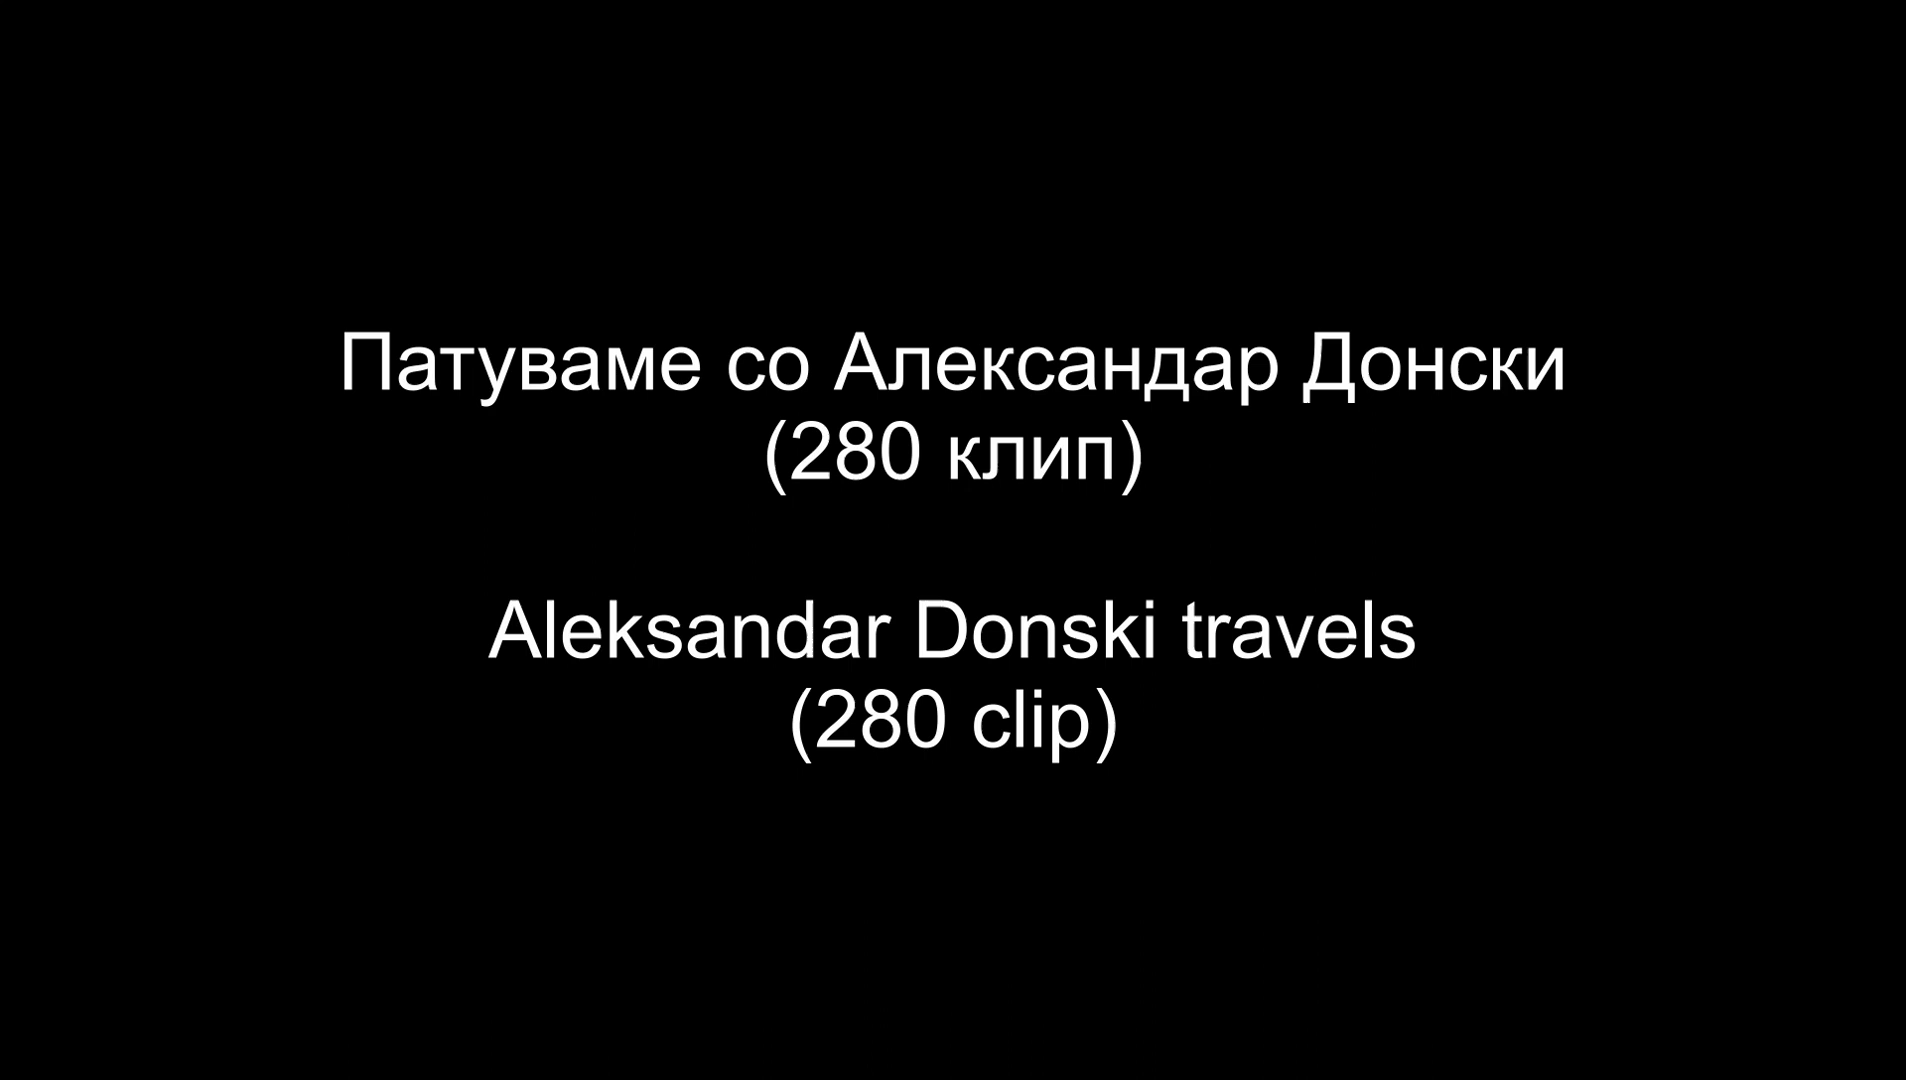 Патуваме со Александар Донски
(280 клип)
Aleksandar Donski travels
(280 clip)